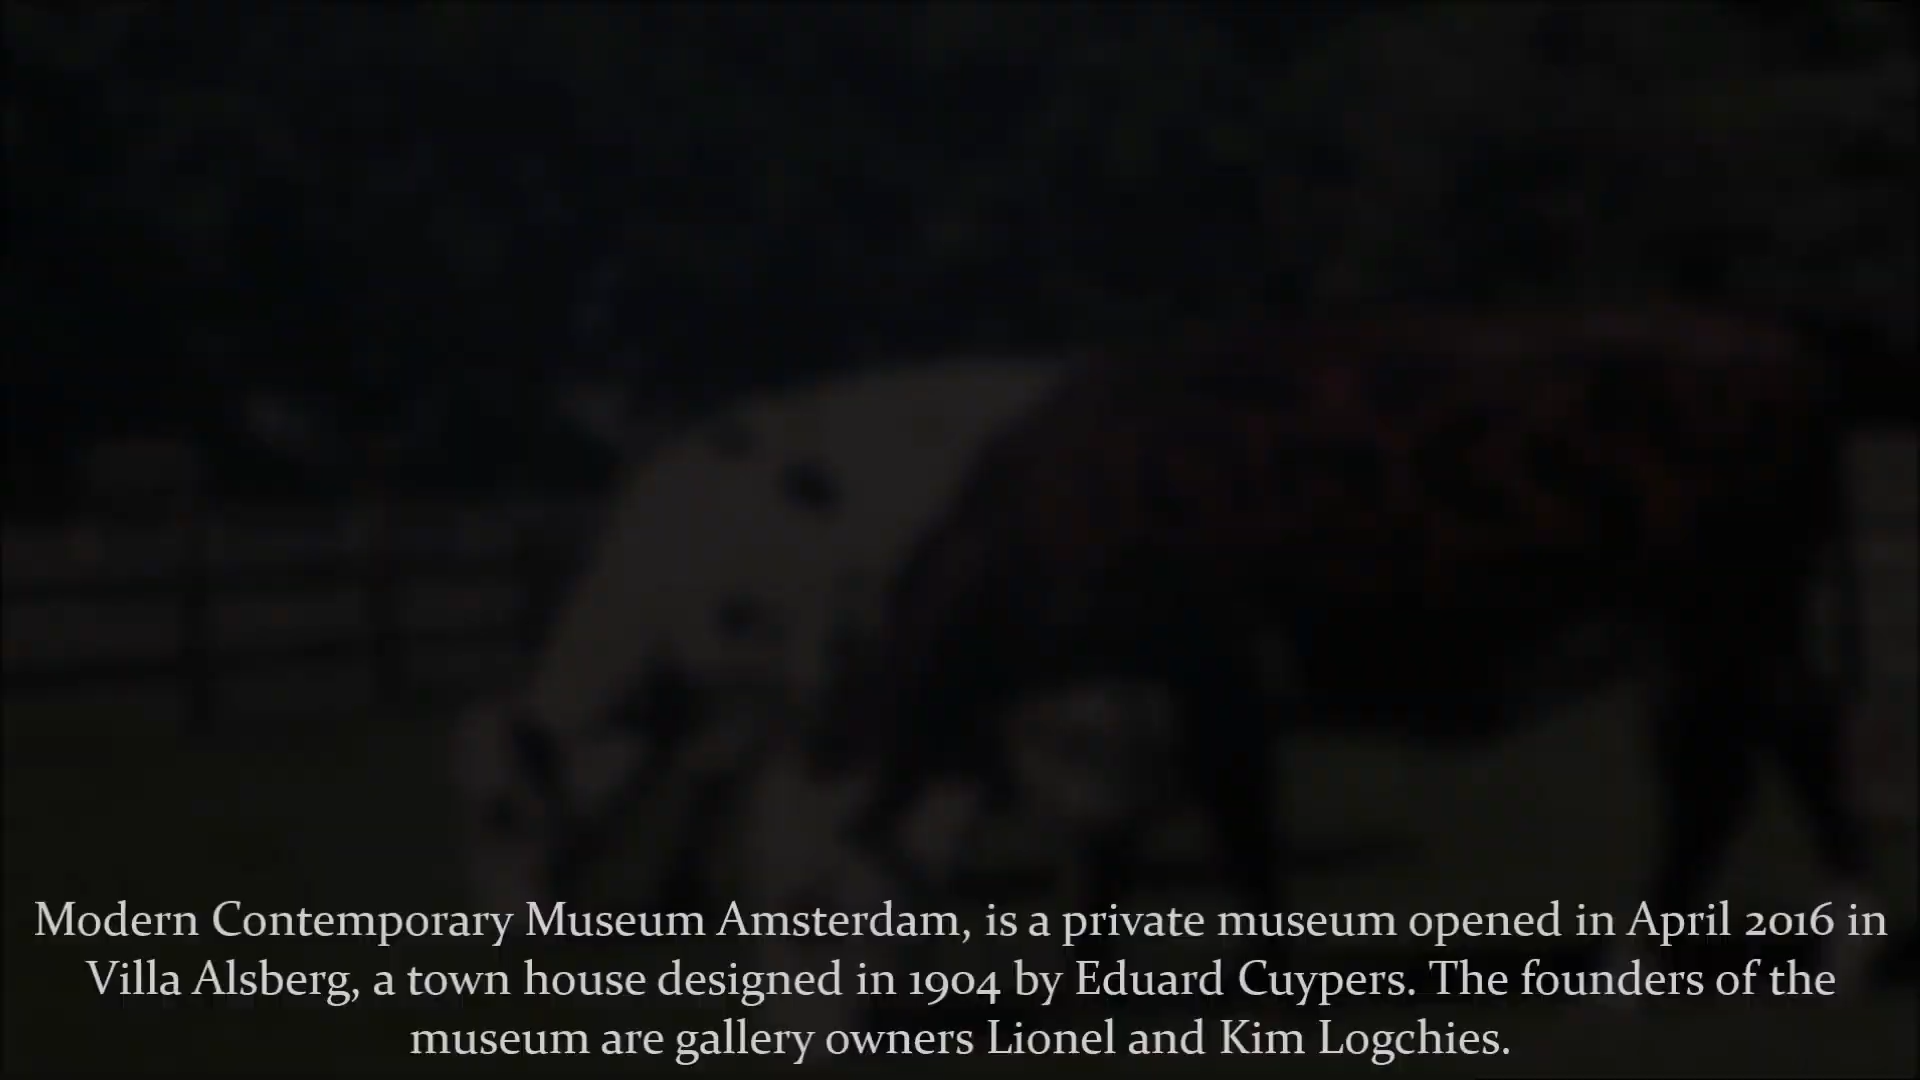 Modern Contemporary Museum Amsterdam, is a private museum opened in April 2016 in
Villa Alsberg, a town house designed in 1904 by Eduard Cuypers. The founders of the
museum are gallery owners Lionel and Kim Logchies.